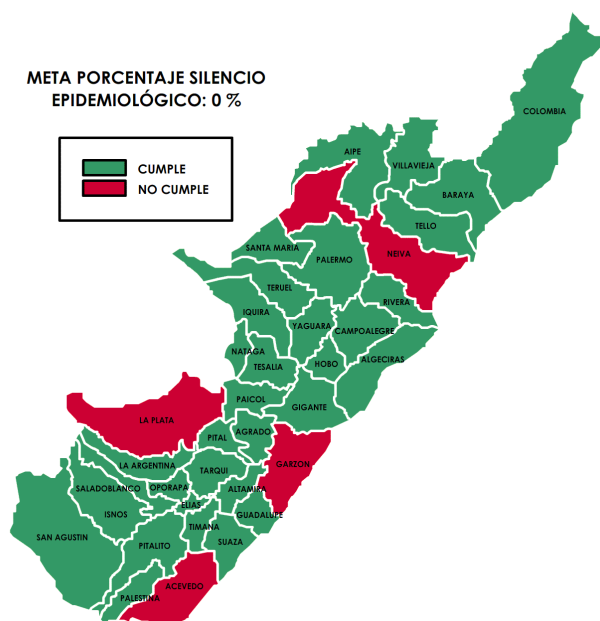 META PORCENTAJE SILENCIO
EPIDEMIOLÓGICO: 0 %
CUMPLE
NO CUMPLE
COLOMBIA
AIPE
VILLAVIEJA
BARAYA
TELLO
SANTA MARIA
NEIVA
PALERMO
TERUEL
RIVERA
IQUIRA
YAGUARA
CAMPOALEGRE
NATAGA
TESALIA
HOBO
ALGECIRAS
PAICOL
GIGANTE
LA PLATA
AGRADO
PITAL
LA ARGENTINA
TARQUI
GARZON
SALADOBLANCO
OPORAPA
ALTAMIRA
ELIAS
ISNOS
GUADALUPE
TIMANA
SAN AGUSTIN
PITALITO
SUAZA
ACEVEDO
PALESTINA